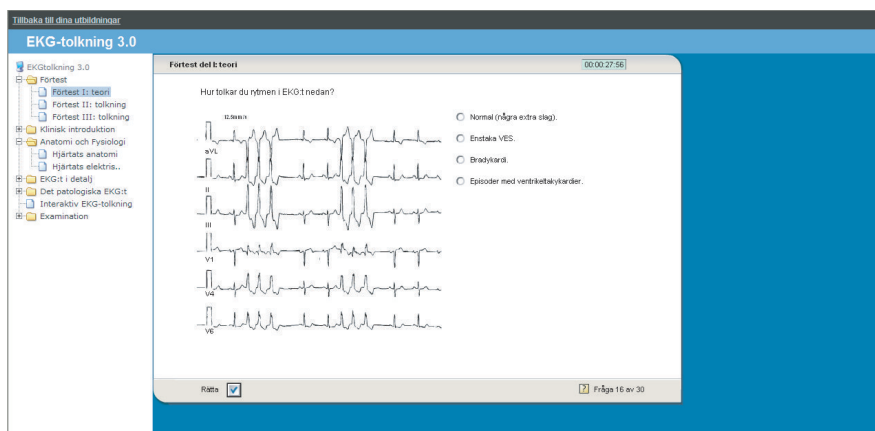 Tillbaka till dina utbildningar
EKG-tolkning 3.0
EKGtolkning 3.0
Förtest
Förtest I: teori
Förtest II: tolkning
Förtest III: tolkning
Klinisk introduktion
Anatomi och Fysiologi
Hjärtats anatomi
Hjärtats elektris..
EKG:t i detalj
Det patologiska EKG:t
Interaktiv EKG-tolkning
Examination
Förtest del I: teori
00:00:27:56
Hur tolkar du rytmen i EKG:t nedan?
12.5mm/s
aVL
II
III
V1
V4
V6
Normal (några extra slag).
Enstaka VES.
Bradykardi.
Episoder med ventrikeltakykardier.
Rätta
Fråga 16 av 30